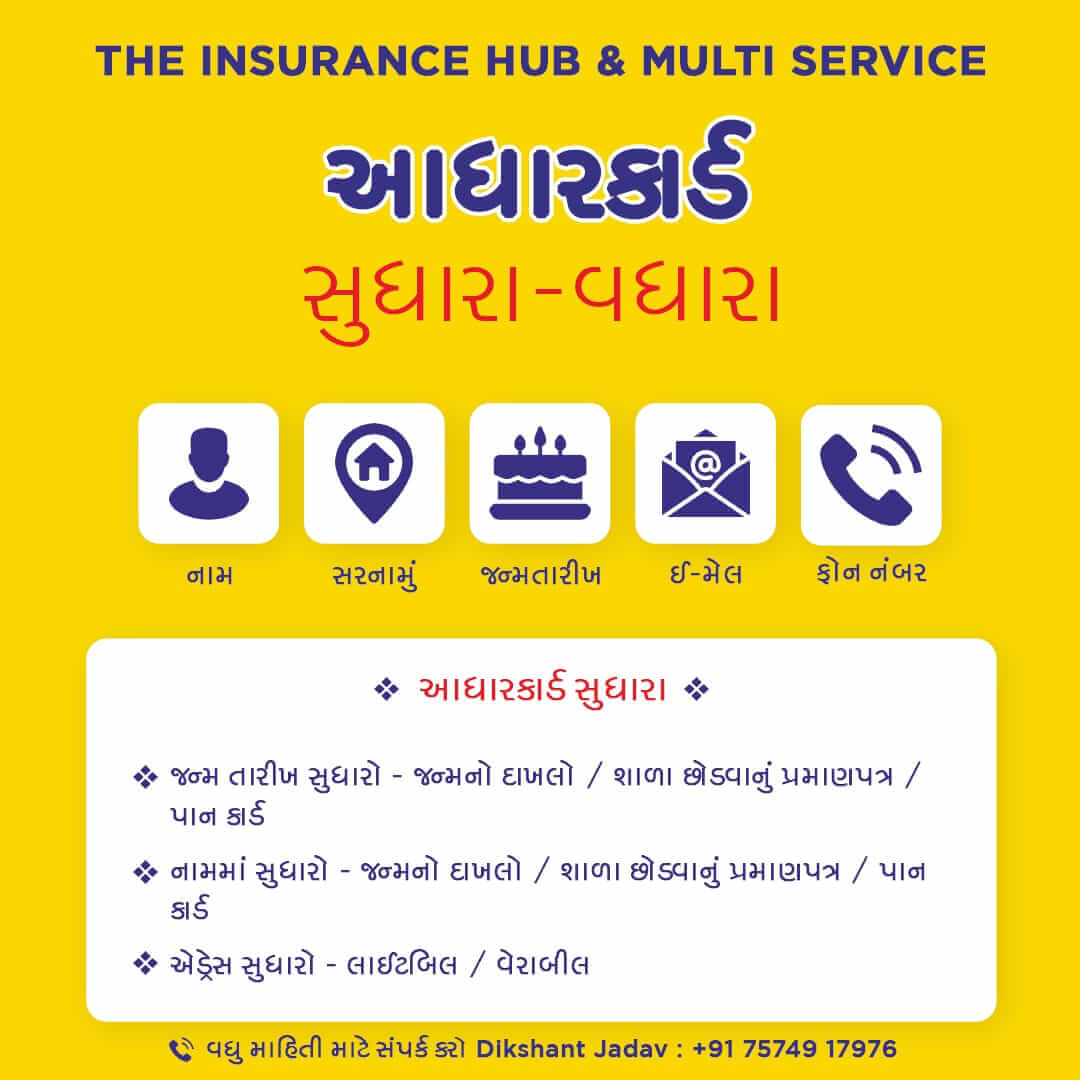 THE INSURANCE HUB & MULTI SERVICE
આધારકાર્ડ
સુધારા-વધારા
@
નામ
સરનામું
જન્મતારીખ
ઈ-મેલ
ફોન નંબર
❖ આધારકાર્ડ સુધારા ❖
❖ જન્મ તારીખ સુધારો - જન્મનો દાખલો / શાળા છોડવાનું પ્રમાણપત્ર /
પાન કાર્ડ
❖ નામમાં સુધારો - જન્મનો દાખલો / શાળા છોડવાનું પ્રમાણપત્ર / પાન
કાર્ડ
❖ એડ્રેસ સુધારો - લાઈટબિલ / વેરાબીલ
વધુ માહિતી માટે સંપર્ક કરો Dikshant Jadav : +91 75749 17976